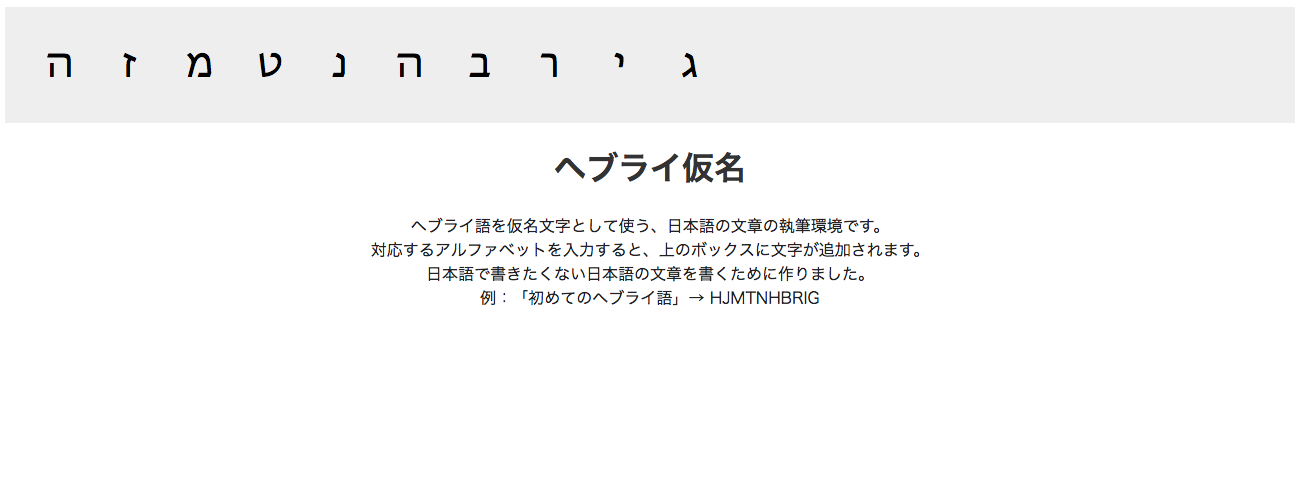 ה ז מ ט נ ה ב ר י ג
ヘブライ仮名
ヘブライ語を仮名文字として使う、日本語の文章の執筆環境です。
対応するアルファベットを入力すると、上のボックスに文字が追加されます。
日本語で書きたくない日本語の文章を書くために作りました。
例：「初めてのヘブライ語」→ HJMTNHBRIG